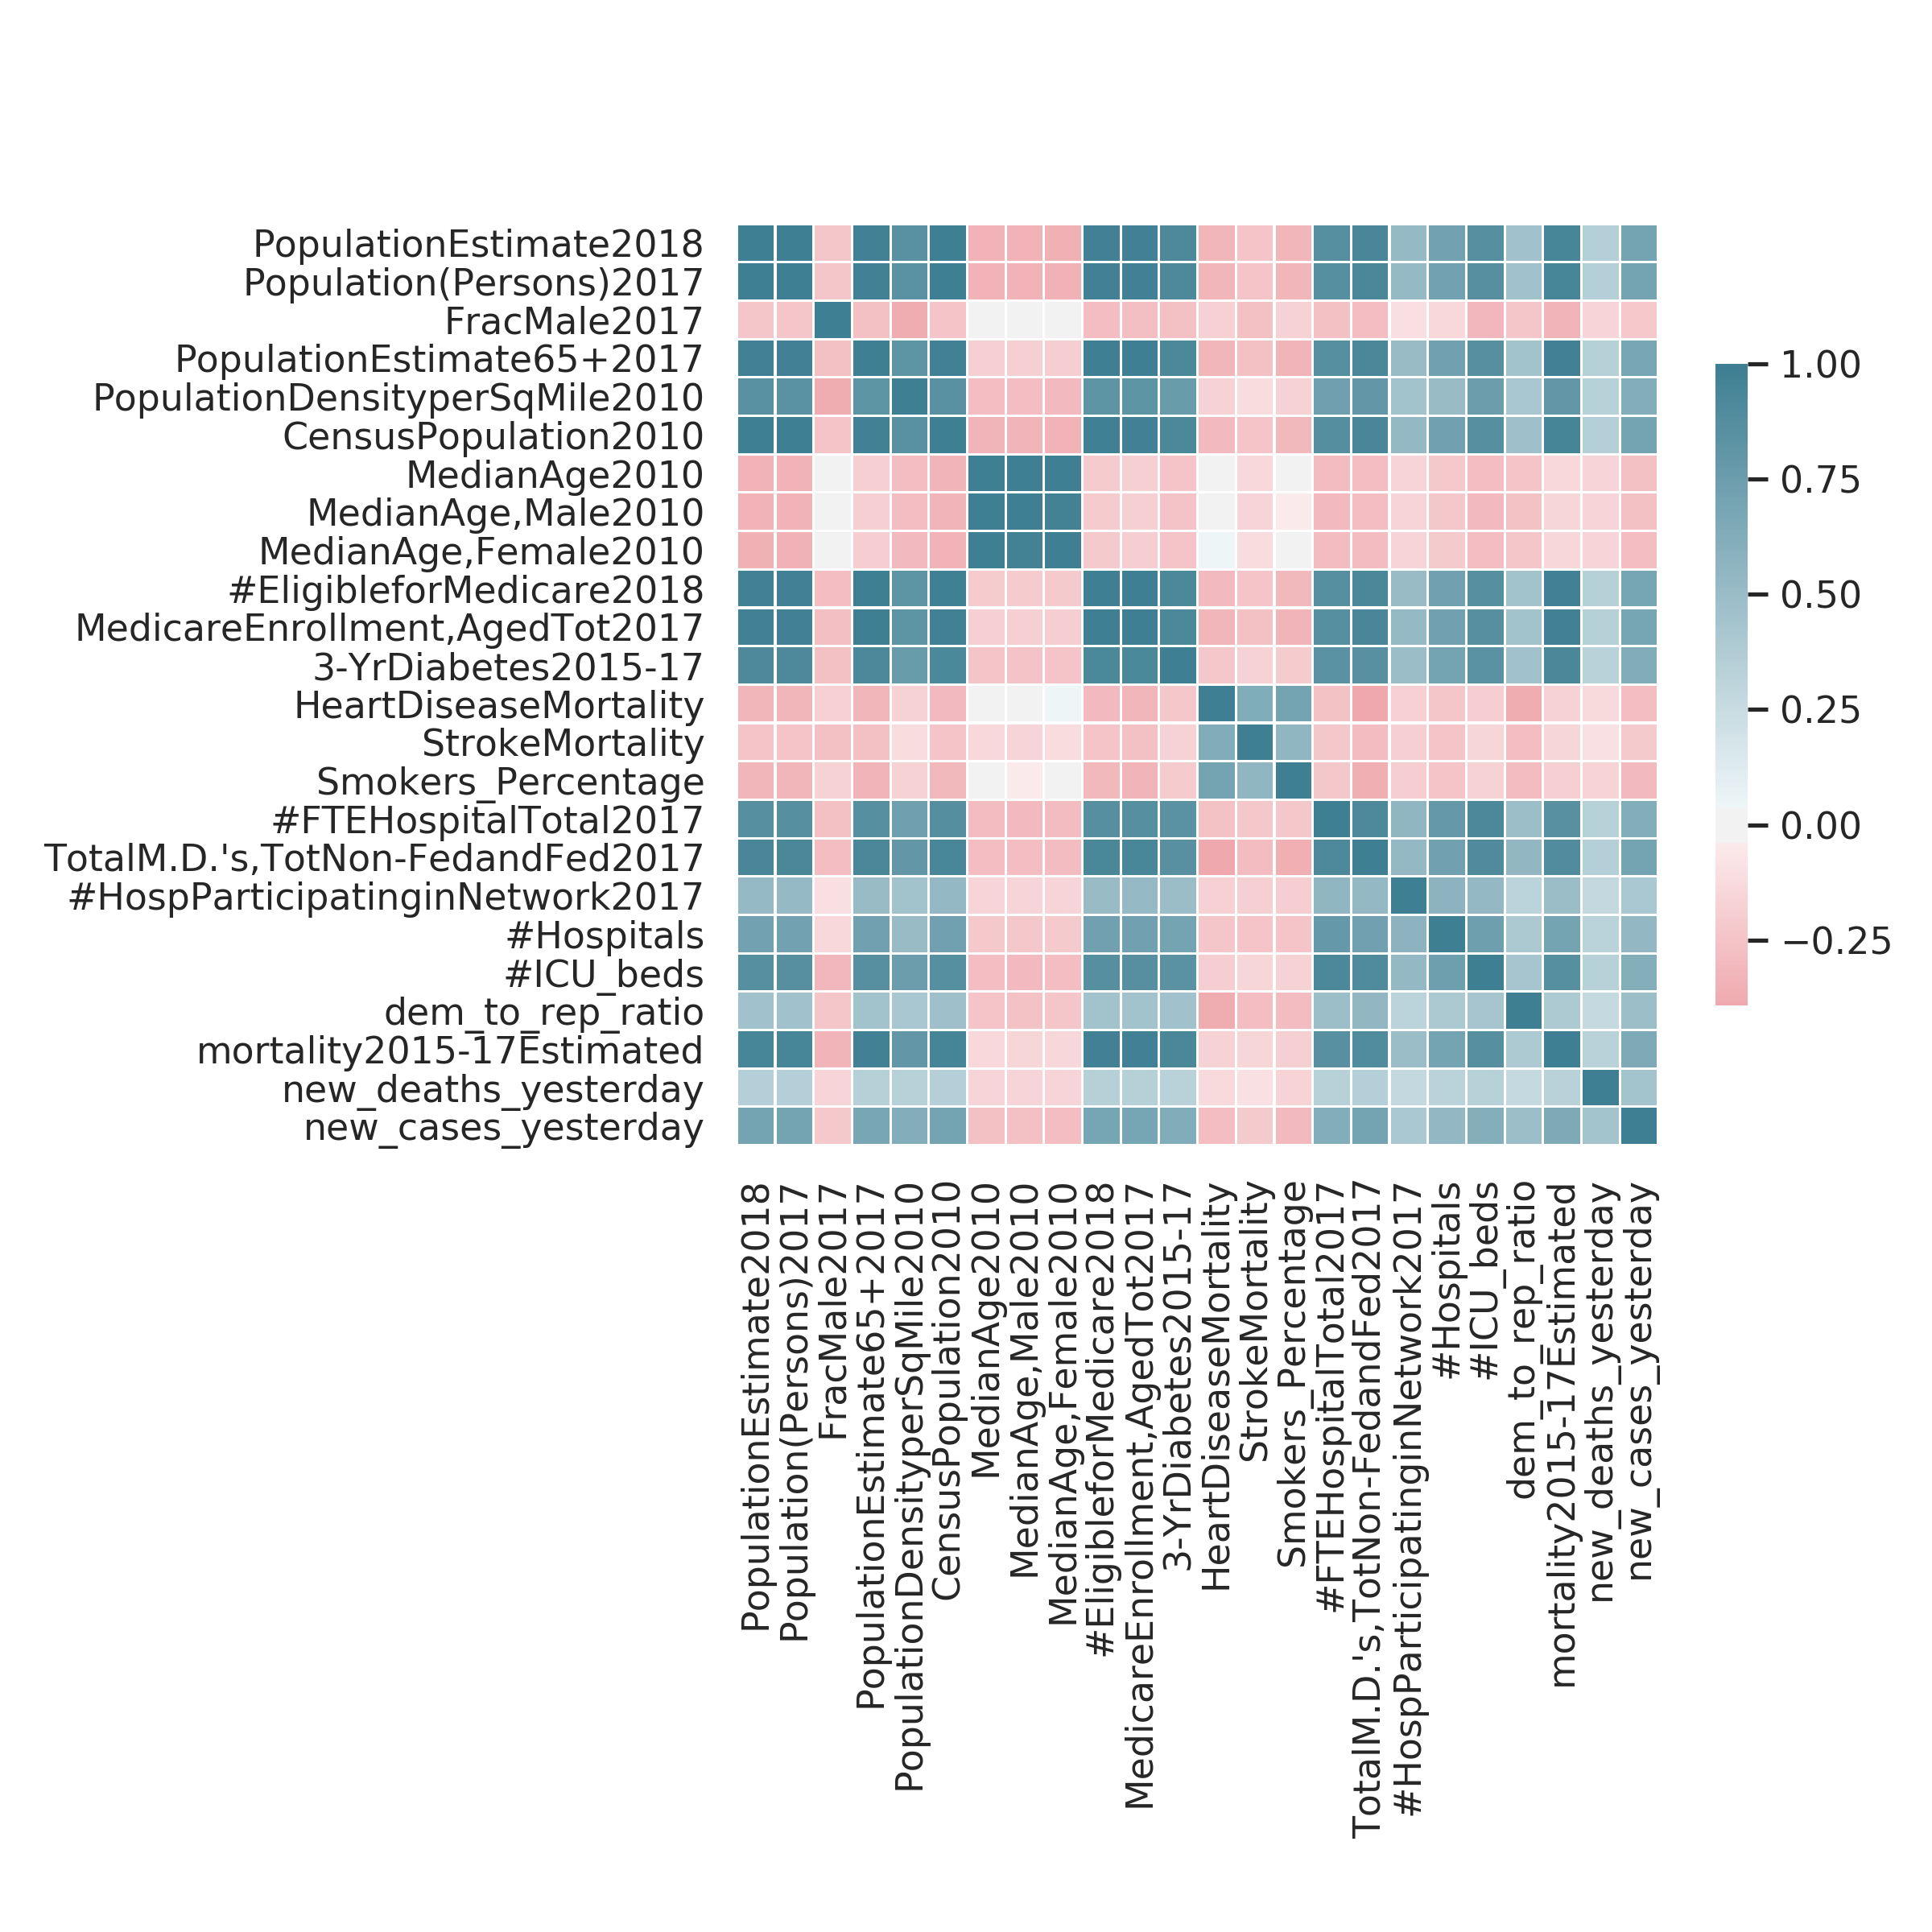 PopulationEstimate2018
Population(Persons)2017
FracMale2017
PopulationEstimate65+2017
PopulationDensityperSqMile2010
CensusPopulation2010
MedianAge2010
MedianAge,Male2010
MedianAge,Female2010
#EligibleforMedicare2018
MedicareEnrollment,AgedTot2017
3-YrDiabetes2015-17
HeartDiseaseMortality
StrokeMortality
Smokers_Percentage
#FTEHospitalTotal2017
TotalM.D.'s,TotNon-FedandFed2017
#HospParticipatinginNetwork2017
#Hospitals
#ICU_beds
dem_to_rep_ratio
mortality2015-17Estimated
new_deaths_yesterday
new_cases_yesterday
PopulationEstimate2018
Population(Persons)2017
FracMale2017
PopulationEstimate65+2017
PopulationDensityperSqMile2010
CensusPopulation2010
MedianAge2010
MedianAge,Male2010
MedianAge,Female2010
#EligibleforMedicare2018
MedicareEnrollment,AgedTot2017
3-YrDiabetes2015-17
HeartDiseaseMortality
StrokeMortality
Smokers_Percentage
#FTEHospitalTotal2017
TotalM.D.'s,TotNon-FedandFed2017
#HospParticipatinginNetwork2017
#Hospitals
#ICU_beds
dem_to_rep_ratio
mortality2015-17Estimated
new_deaths_yesterday
new_cases_yesterday
1.00
0.75
0.50
0.25
0.00
−0.25